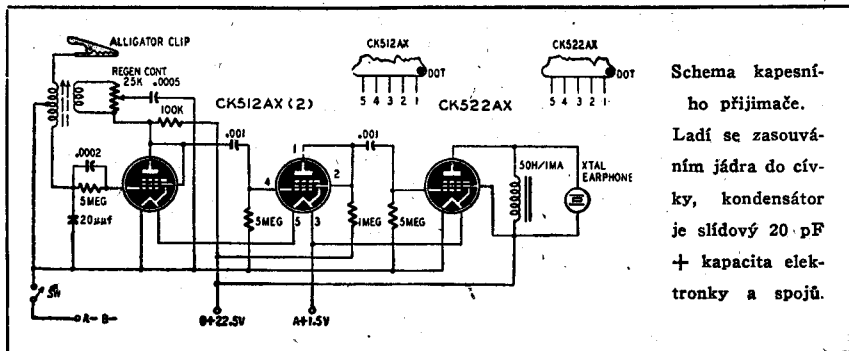 ALLIGATOR CLIP
REGEN CONT
25K
.0005
100K
CK512AX (2)
CK512AX
DOT
5 4 3 2 1
CK522AX
DOT
5 4 3 2 1
CK522AX
.0002
5MEG
20µµf
.001
1
4
2
5 3
5MEG
1MEG
.001
5MEG
50H/1MA
XTAL
EARPHONE
SW
A- B-
B+22.5V
A+1.5V
Schema kapesní-
ho přijimače.
Ladí se zasouvá-
ním jádra do cív-
ky, kondensátor
je slídový 20 pF
+ kapacita elek-
tronky a spojů.